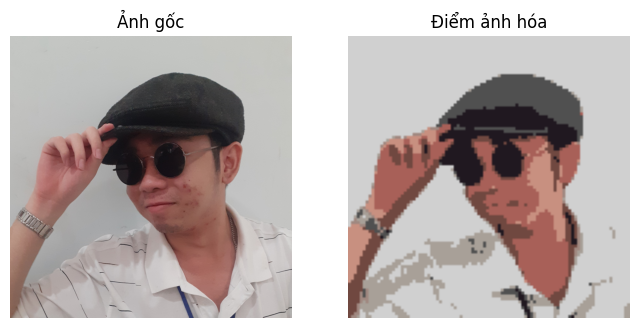 Ảnh gốc
Điểm ảnh hóa